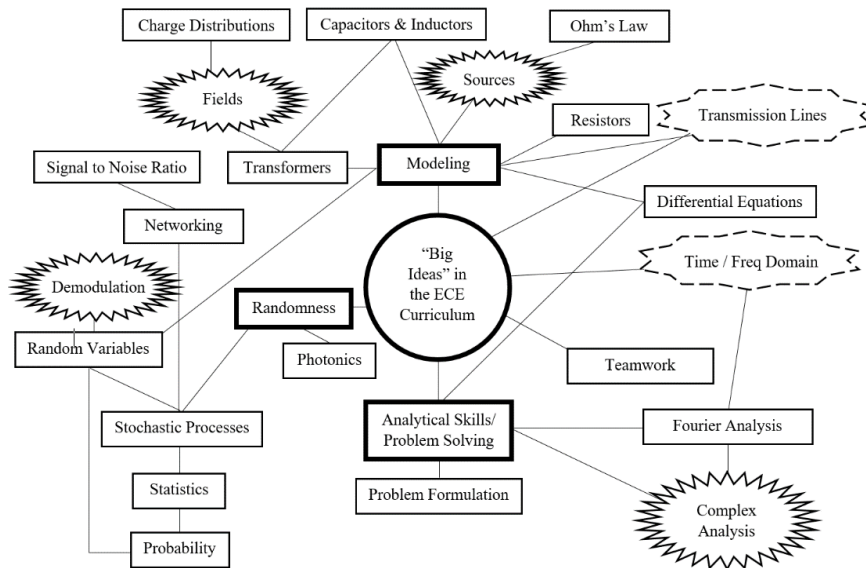 Charge Distributions
Capacitors & Inductors
Ohm's Law
Fields
Sources
Resistors
Transmission Lines
Signal to Noise Ratio
Transformers
Modeling
Networking
Differential Equations
"Big
Ideas" in
the ECE
Curriculum
Time / Freq Domain
Demodulation
Randomness
Random Variables
Photonics
Teamwork
Stochastic Processes
Analytical Skills/
Problem Solving
Fourier Analysis
Statistics
Problem Formulation
Complex
Analysis
Probability